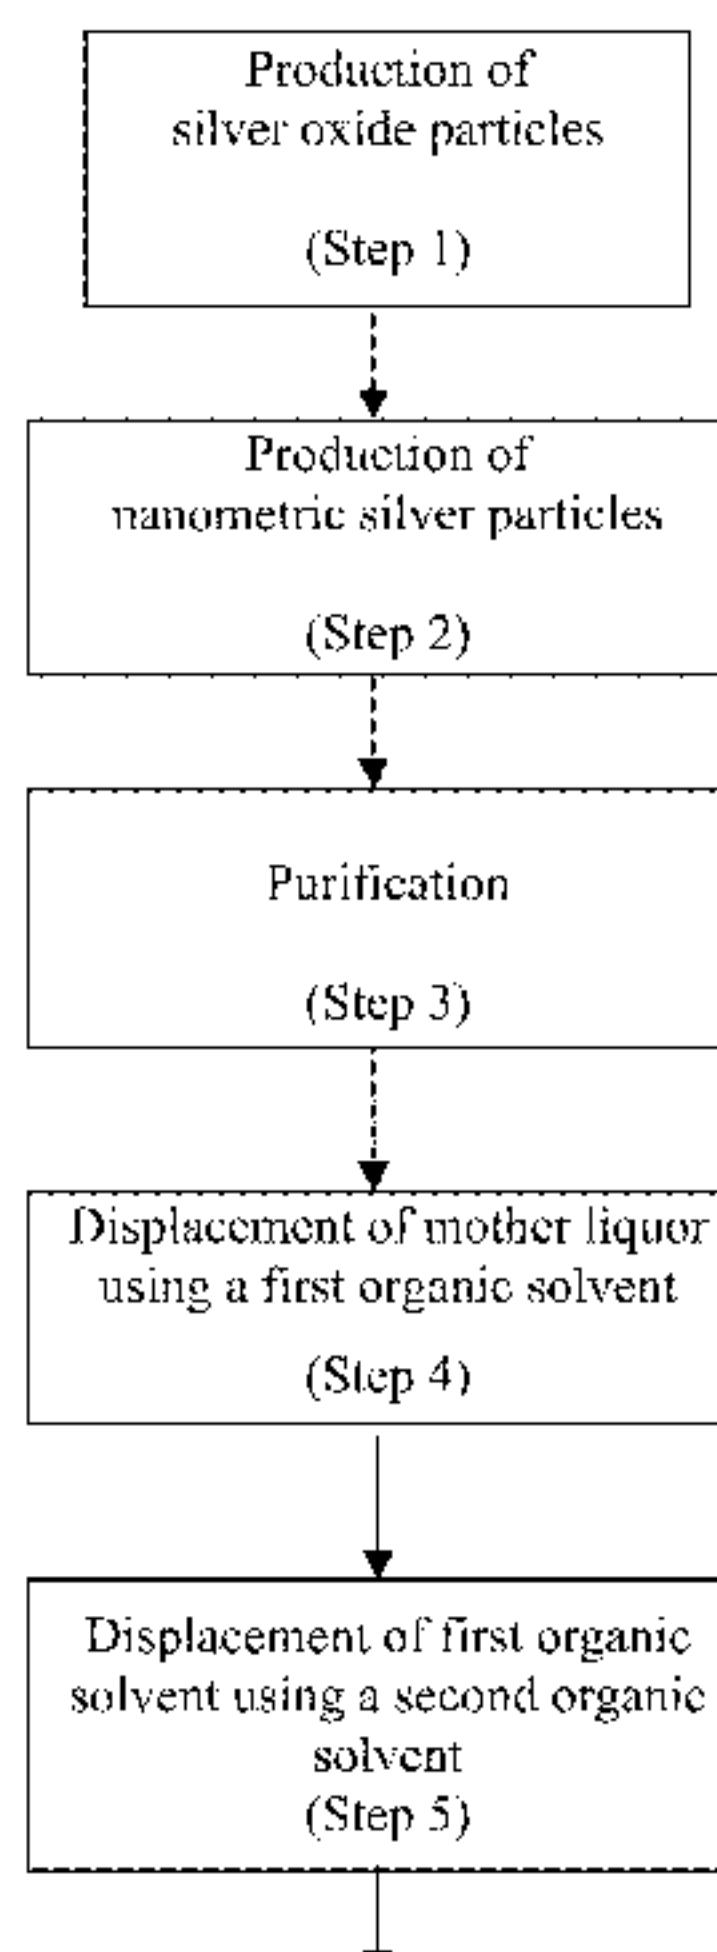 Production of
silver oxide particles
(Step 1)
Production of
nanometric silver particles
(Step 2)
Purification
(Step 3)
Displacement of mother liquor
using a first organic solvent
(Step 4)
Displacement of first organic
solvent using a second organic
solvent
(Step 5)